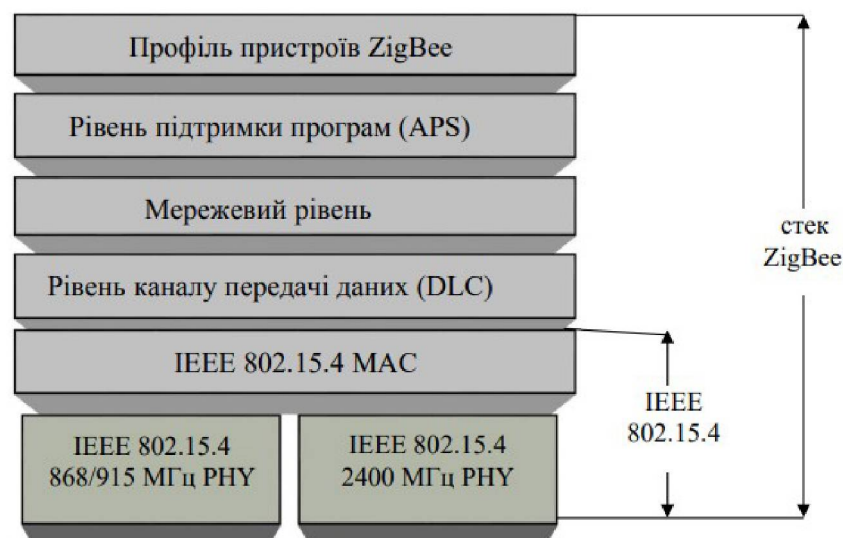 Профіль пристроїв ZigBee
Рівень підтримки програм (APS)
Мережевий рівень
Рівень каналу передачі даних (DLC)
IEEE 802.15.4 MAC
IEEE 802.15.4
868/915 МГц PHY
IEEE 802.15.4
2400 МГц PHY
IEEE
802.15.4
стек
ZigBee